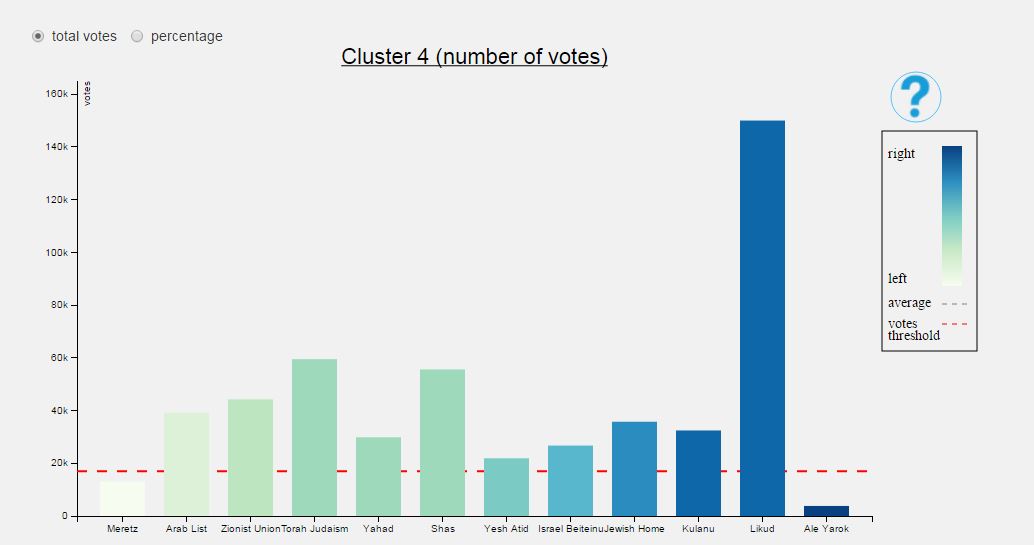 total votes percentage
Cluster 4 (number of votes)
votes
160k
140k
120k
100k
80k
60k
40k
20k
0
Meretz Arab List Zionist Union Torah Judaism Yahad Shas Yesh Atid Israel Beiteinu Jewish Home Kulanu Likud Ale Yarok
?
right
left
average
votes
threshold